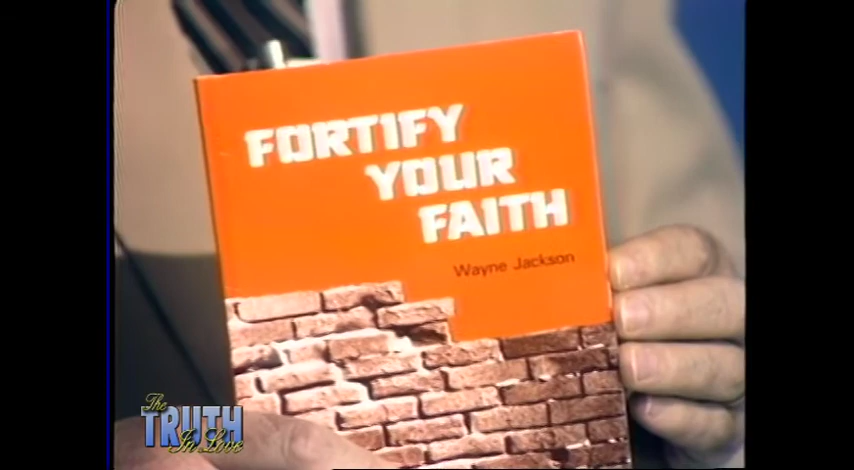 FORTIFY
YOUR
FAITH
Wayne Jackson
The
TRUTH
In Love